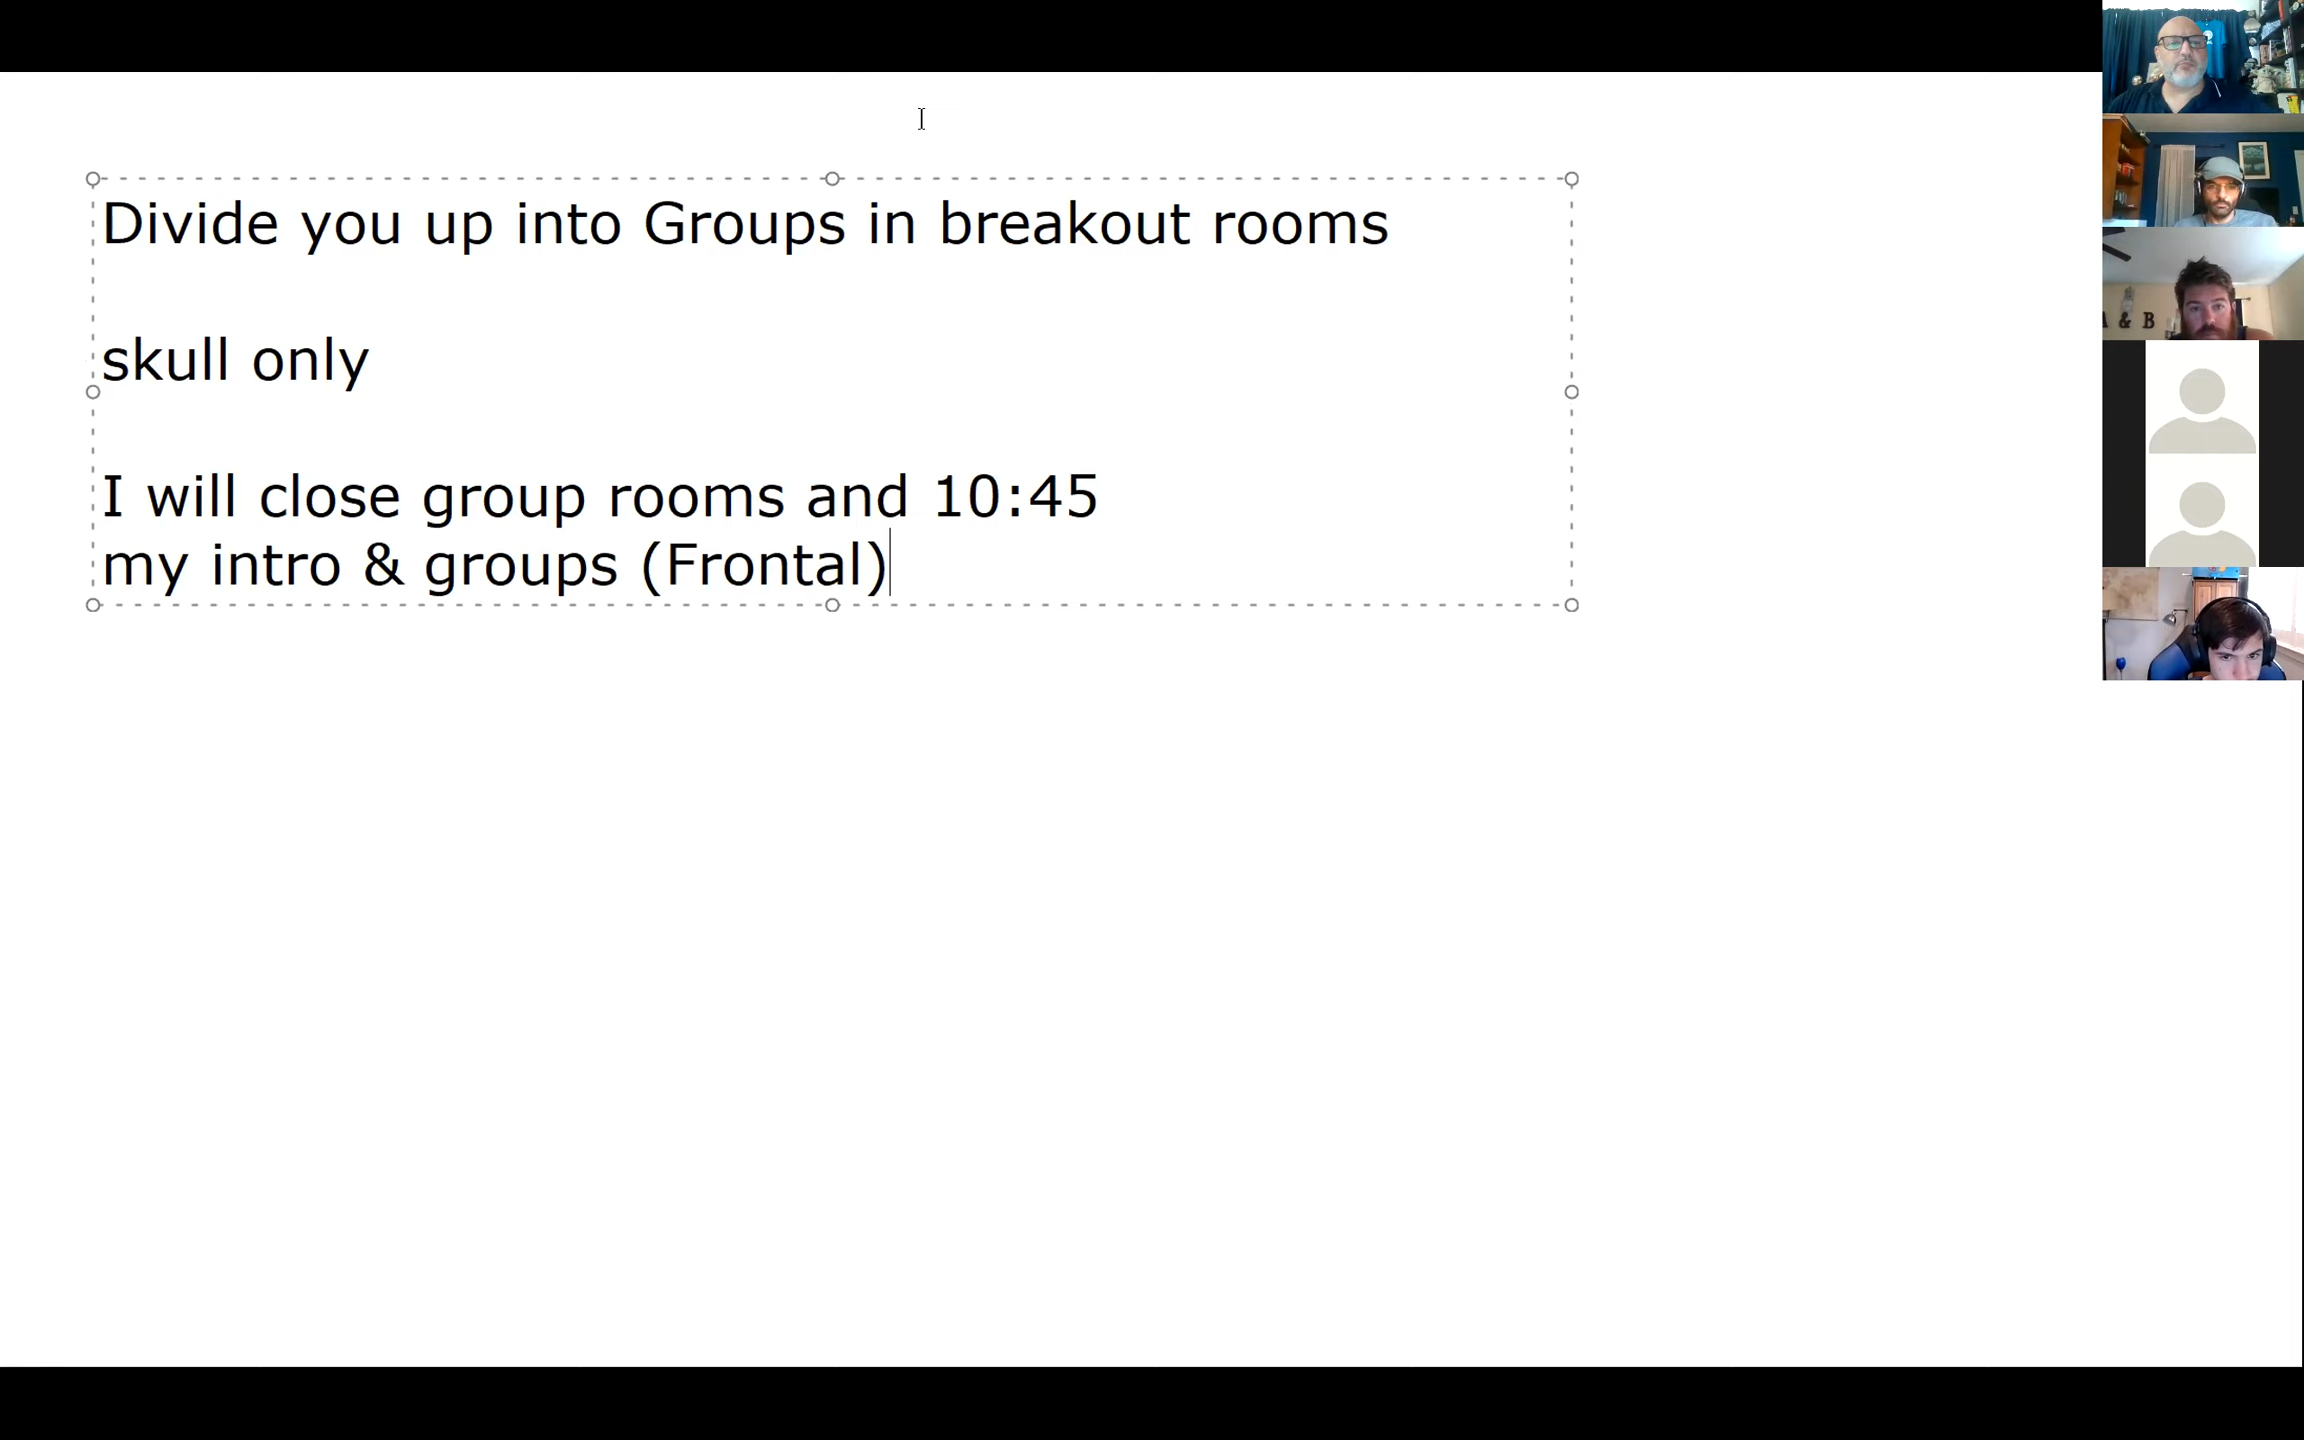 Divide you up into Groups in breakout rooms
skull only
I will close group rooms and 10:45
my intro & groups (Frontal)
& B